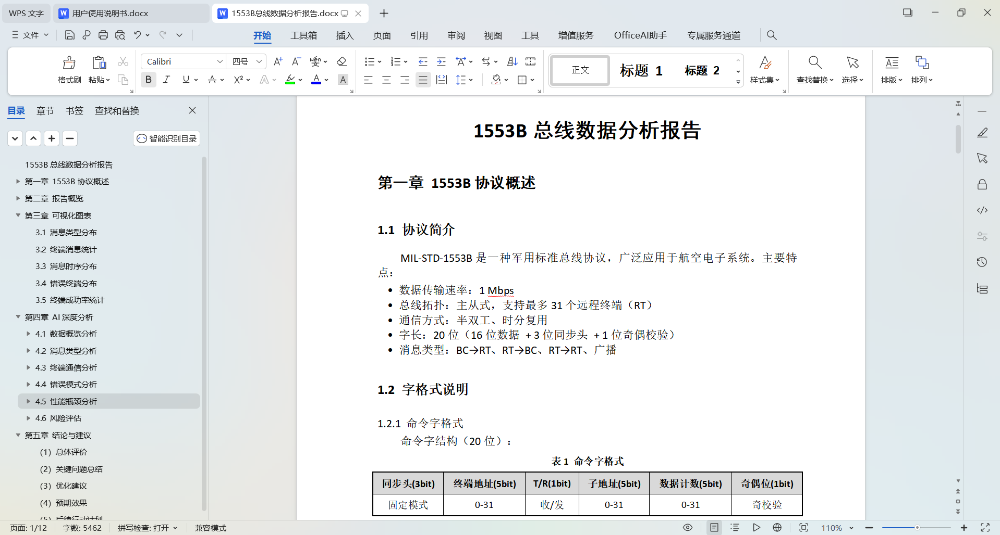 WPS 文字
用户使用说明书.docx
1553B总线数据分析报告.docx
文件
开始 工具箱 插入 页面 引用 审阅 视图 工具 增值服务 OfficeAI助手 专属服务通道
格式刷 粘贴
Calibri 四号
B I U X²
正文 标题 1 标题 2
样式集 查找替换 选择 排版 排列
目录 章节 书签 查找和替换
智能识别目录
1553B 总线数据分析报告
第一章 1553B 协议概述
第二章 报告概览
第三章 可视化图表
3.1 消息类型分布
3.2 终端消息统计
3.3 消息时序分布
3.4 错误终端分布
3.5 终端成功率统计
第四章 AI 深度分析
4.1 数据概览分析
4.2 消息类型分析
4.3 终端通信分析
4.4 错误模式分析
4.5 性能瓶颈分析
4.6 风险评估
第五章 结论与建议
(1) 总体评价
(2) 关键问题总结
(3) 优化建议
(4) 预期效果
(5) 后续行动计划
1553B 总线数据分析报告
第一章 1553B 协议概述
1.1 协议简介
MIL-STD-1553B 是一种军用标准总线协议，广泛应用于航空电子系统。主要特
点：
• 数据传输速率：1 Mbps
• 总线拓扑：主从式，支持最多 31 个远程终端（RT）
• 通信方式：半双工、时分复用
• 字长：20 位（16 位数据 + 3 位同步头 + 1 位奇偶校验）
• 消息类型：BC→RT、RT→BC、RT→RT、广播
1.2 字格式说明
1.2.1 命令字格式
命令字结构（20 位）：
表 1 命令字格式
同步头(3bit) 终端地址(5bit) T/R(1bit) 子地址(5bit) 数据计数(5bit) 奇偶位(1bit)
固定模式 0-31 收/发 0-31 0-31 奇校验
页面: 1/12 字数: 5462 拼写检查: 打开 兼容模式 110%